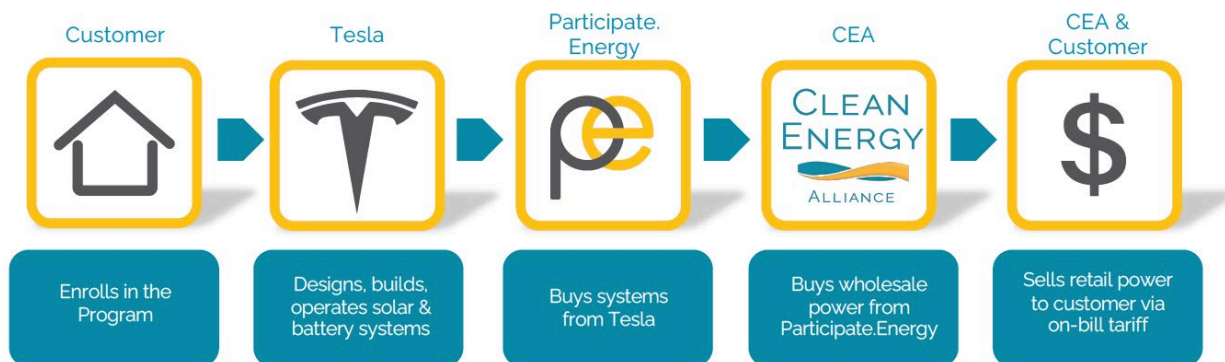 Customer
Tesla
Participate.
Energy
CEA
CEA &
Customer
pe
CLEAN
ENERGY
ALLIANCE
$
Enrolls in the
Program
Designs, builds,
operates solar &
battery systems
Buys systems
from Tesla
Buys wholesale
power from
Participate.Energy
Sells retail power
to customer via
on-bill tariff